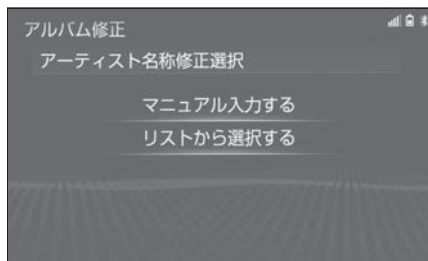 アルバム修正
アーティスト名称修正選択
マニュアル入力する
リストから選択する